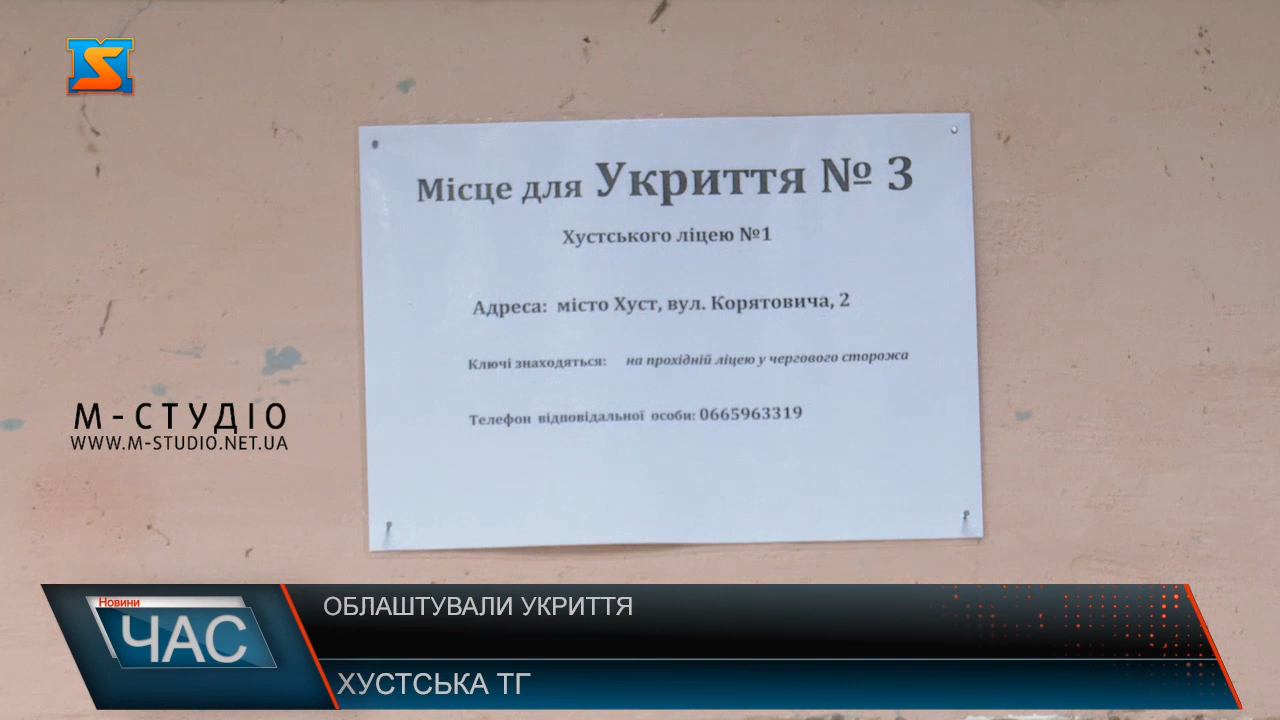 Місце для Укриття № 3
Хустського ліцею №1
Адреса: місто Хуст, вул. Корятовича, 2
Ключі знаходяться: на прохідній ліцею у чергового сторожа
Телефон відповідальної особи: 0665963319
М-СТУДІО
WWW.M-STUDIO.NET.UA
Новини
ЧАС
ОБЛАШТУВАЛИ УКРИТТЯ
ХУСТСЬКА ТГ